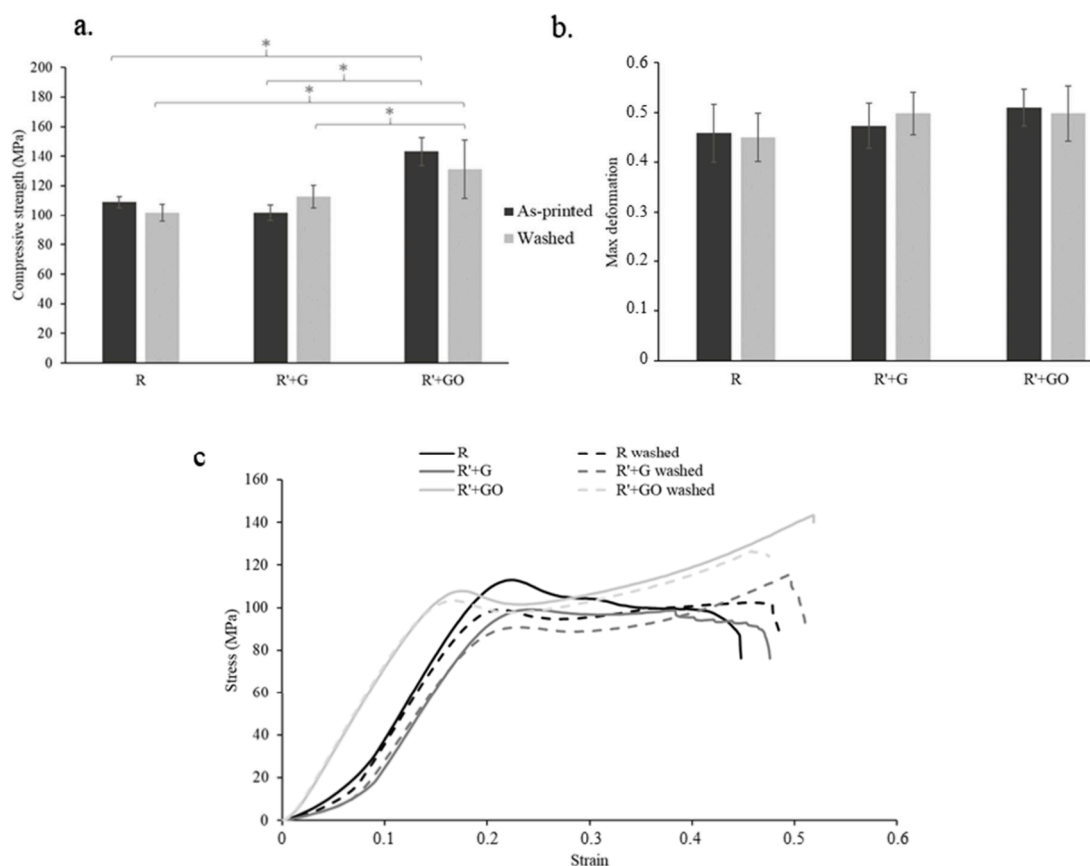 a.
*
*
*
*
200
180
160
140
120
100
80
60
40
20
0
Compressive strength (MPa)
R
R'+G
R'+GO
As-printed
Washed
b.
0.6
0.5
0.4
0.3
0.2
0.1
0
Max deformation
R
R'+G
R'+GO
c
R
R washed
R'+G
R'+G washed
R'+GO
R'+GO washed
160
140
120
100
80
60
40
20
0
Stress (MPa)
0
0.1
0.2
0.3
0.4
0.5
0.6
Strain